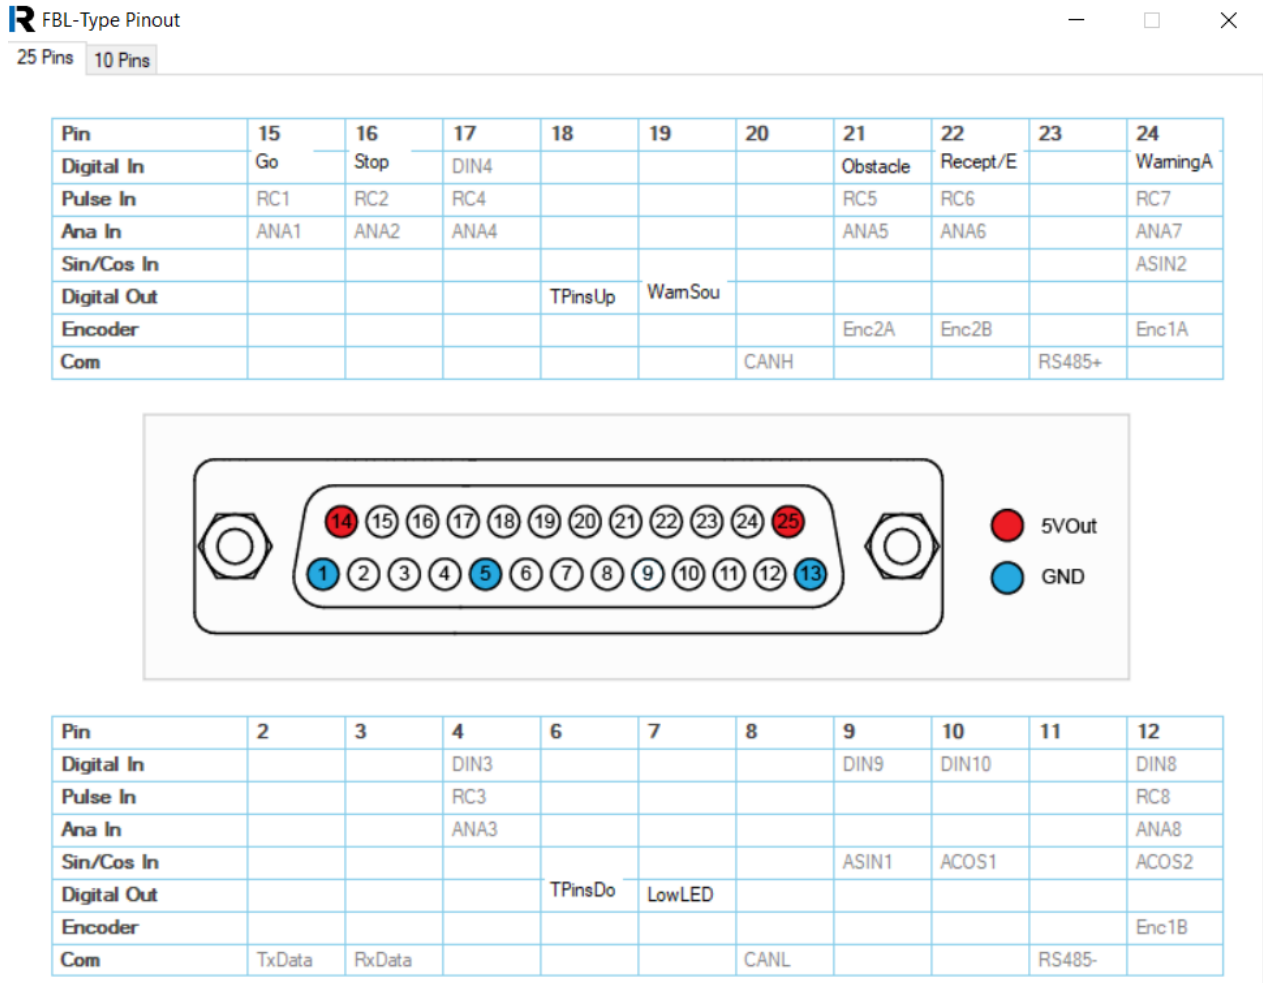 FBL-Type Pinout
25 Pins 10 Pins
Pin 15 16 17 18 19 20 21 22 23 24
Digital In Go Stop DIN4 Obstacle Recept/E WarningA
Pulse In RC1 RC2 RC4 RC5 RC6 RC7
Ana In ANA1 ANA2 ANA4 ANA5 ANA6 ANA7
Sin/Cos In ASIN2
Digital Out TPinsUp WarnSou
Encoder Enc2A Enc2B Enc1A
Com CANH RS485+
14 15 16 17 18 19 20 21 22 23 24 25 5VOut
1 2 3 4 5 6 7 8 9 10 11 12 13 GND
Pin 2 3 4 6 7 8 9 10 11 12
Digital In DIN3 DIN9 DIN10 DIN8
Pulse In RC3 RC8
Ana In ANA3 ANA8
Sin/Cos In ASIN1 ACOS1 ACOS2
Digital Out TPinsDo LowLED
Encoder Enc1B
Com TxData RxData CANL RS485-